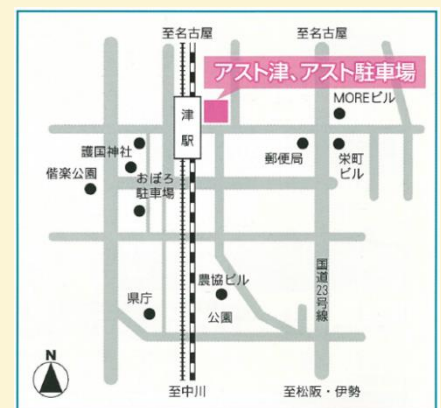 至名古屋
至名古屋
アスト津、アスト駐車場
MOREビル
津駅
護国神社
郵便局
栄町
ビル
偕楽公園
おぼろ
駐車場
国道23号線
農協ビル
県庁
公園
N
至中川
至松阪・伊勢